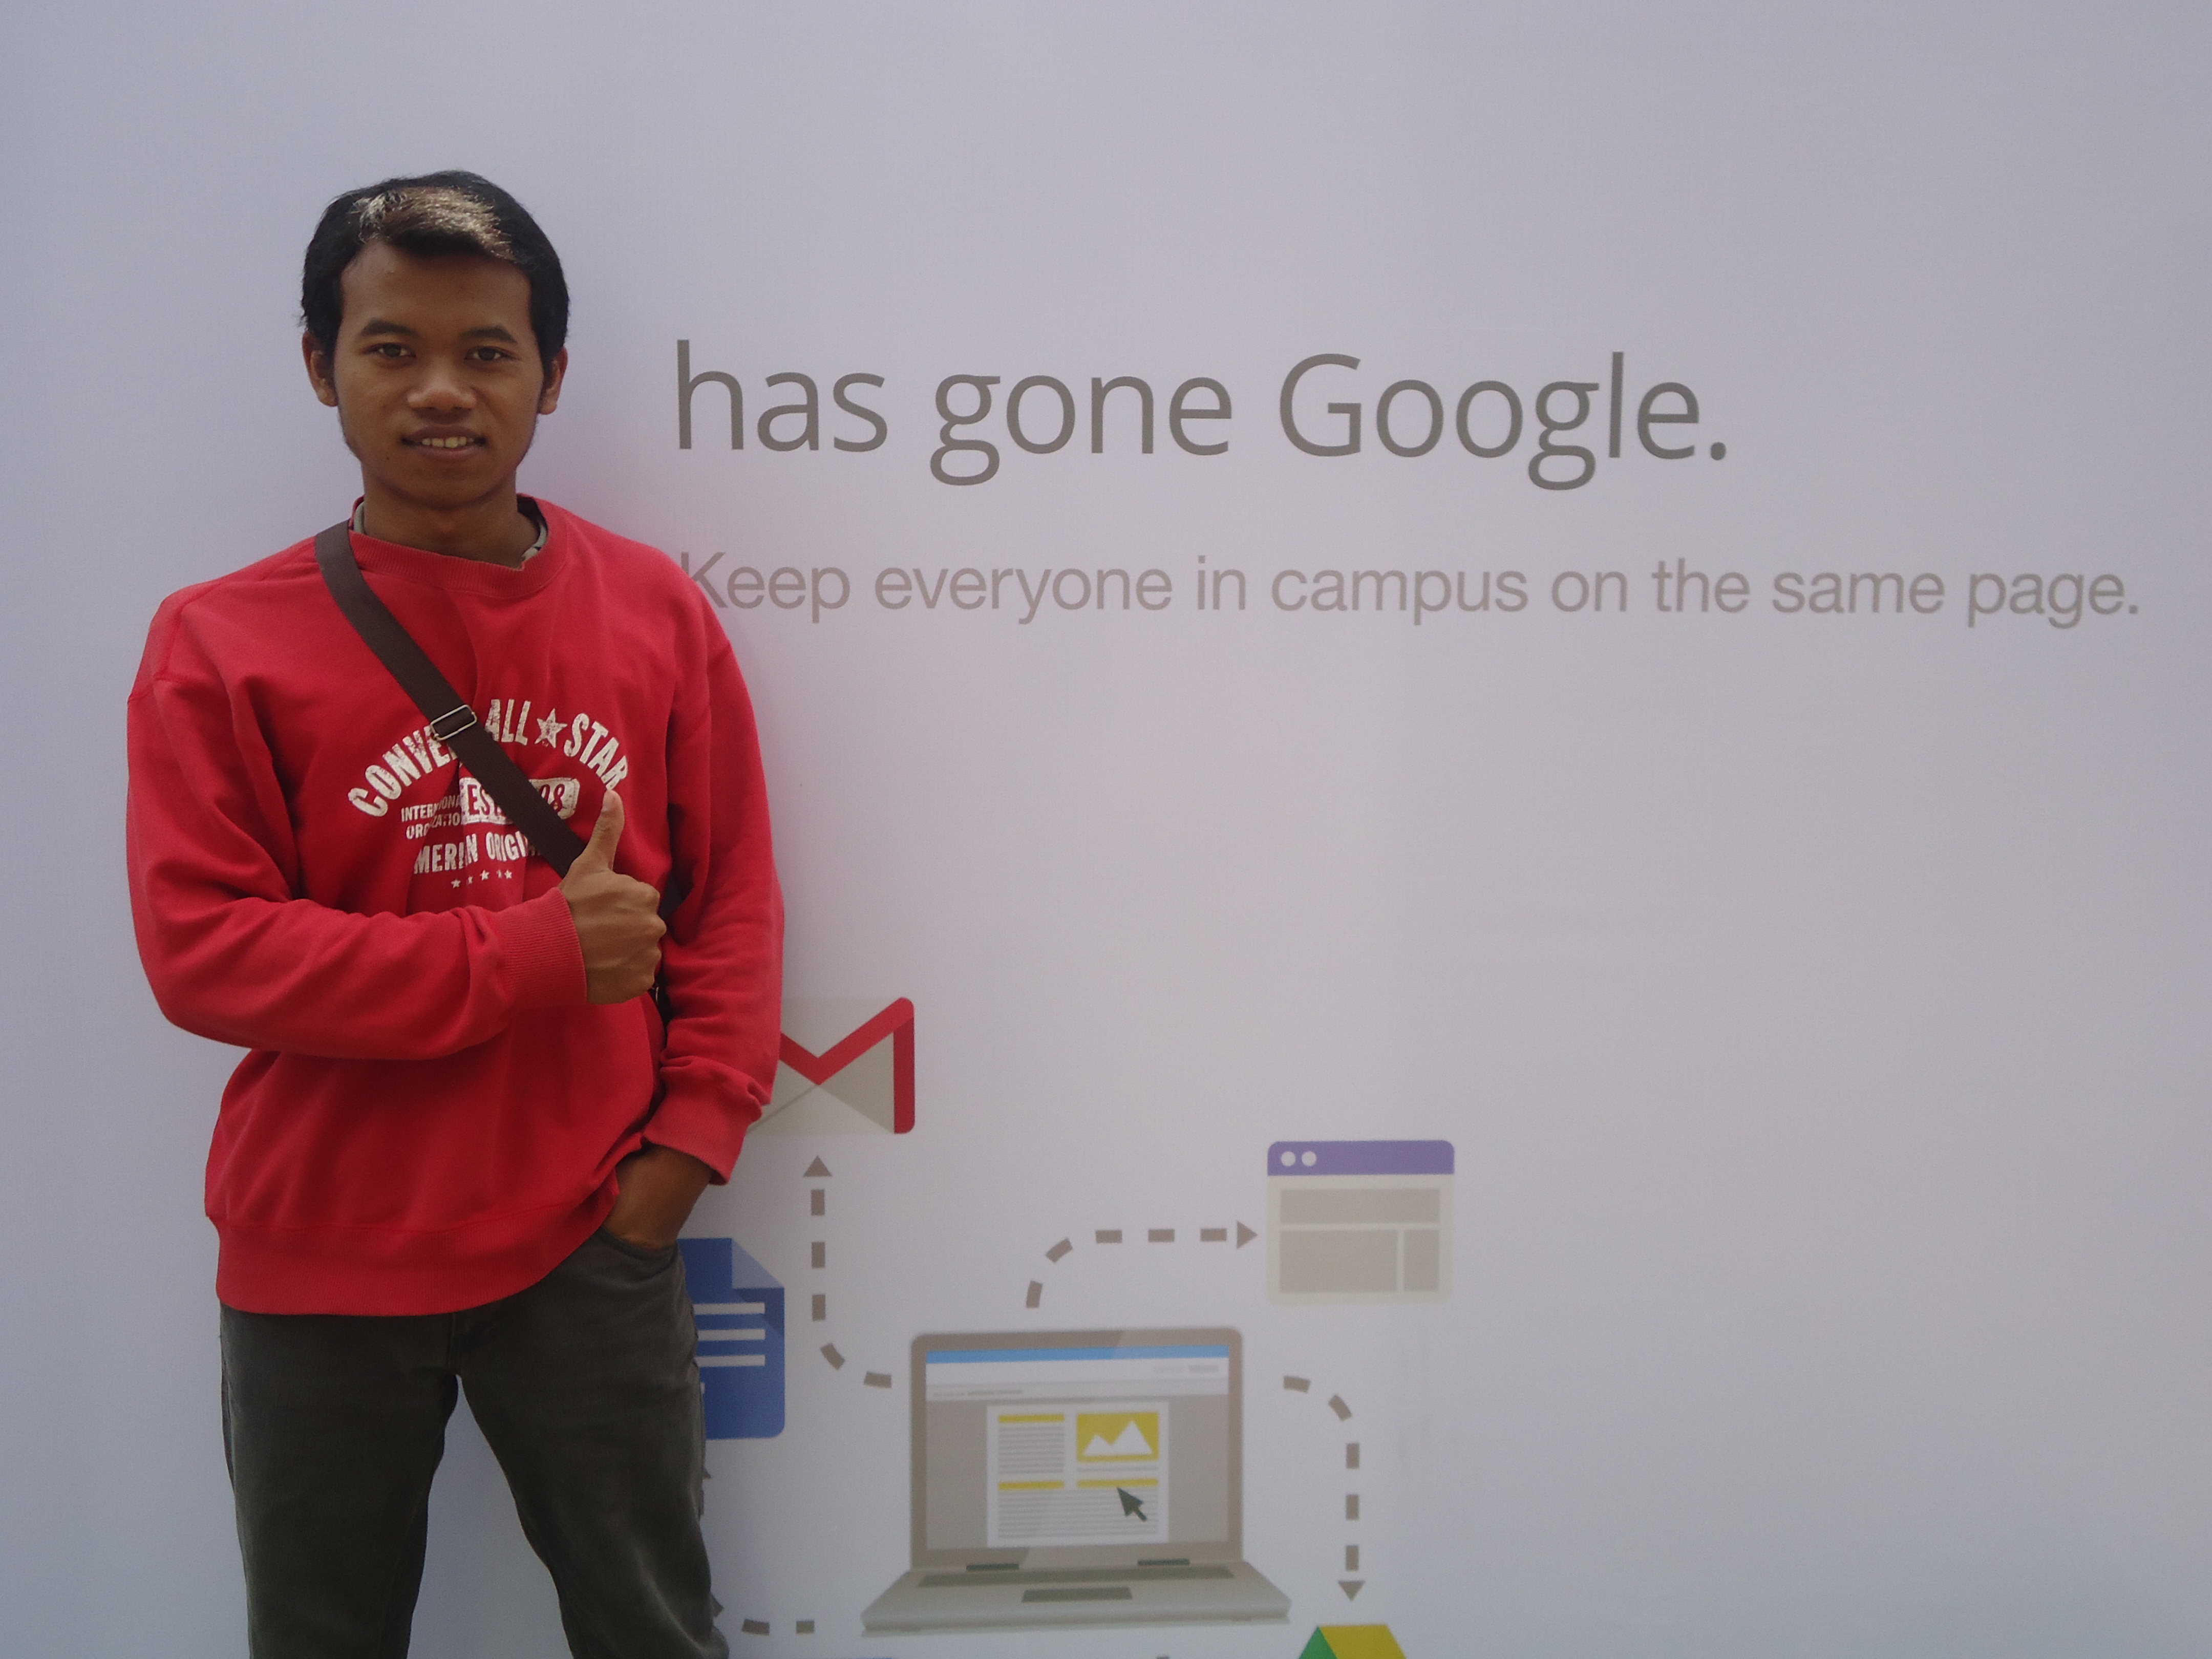 has gone Google.
Keep everyone in campus on the same page.
ALL★STAR